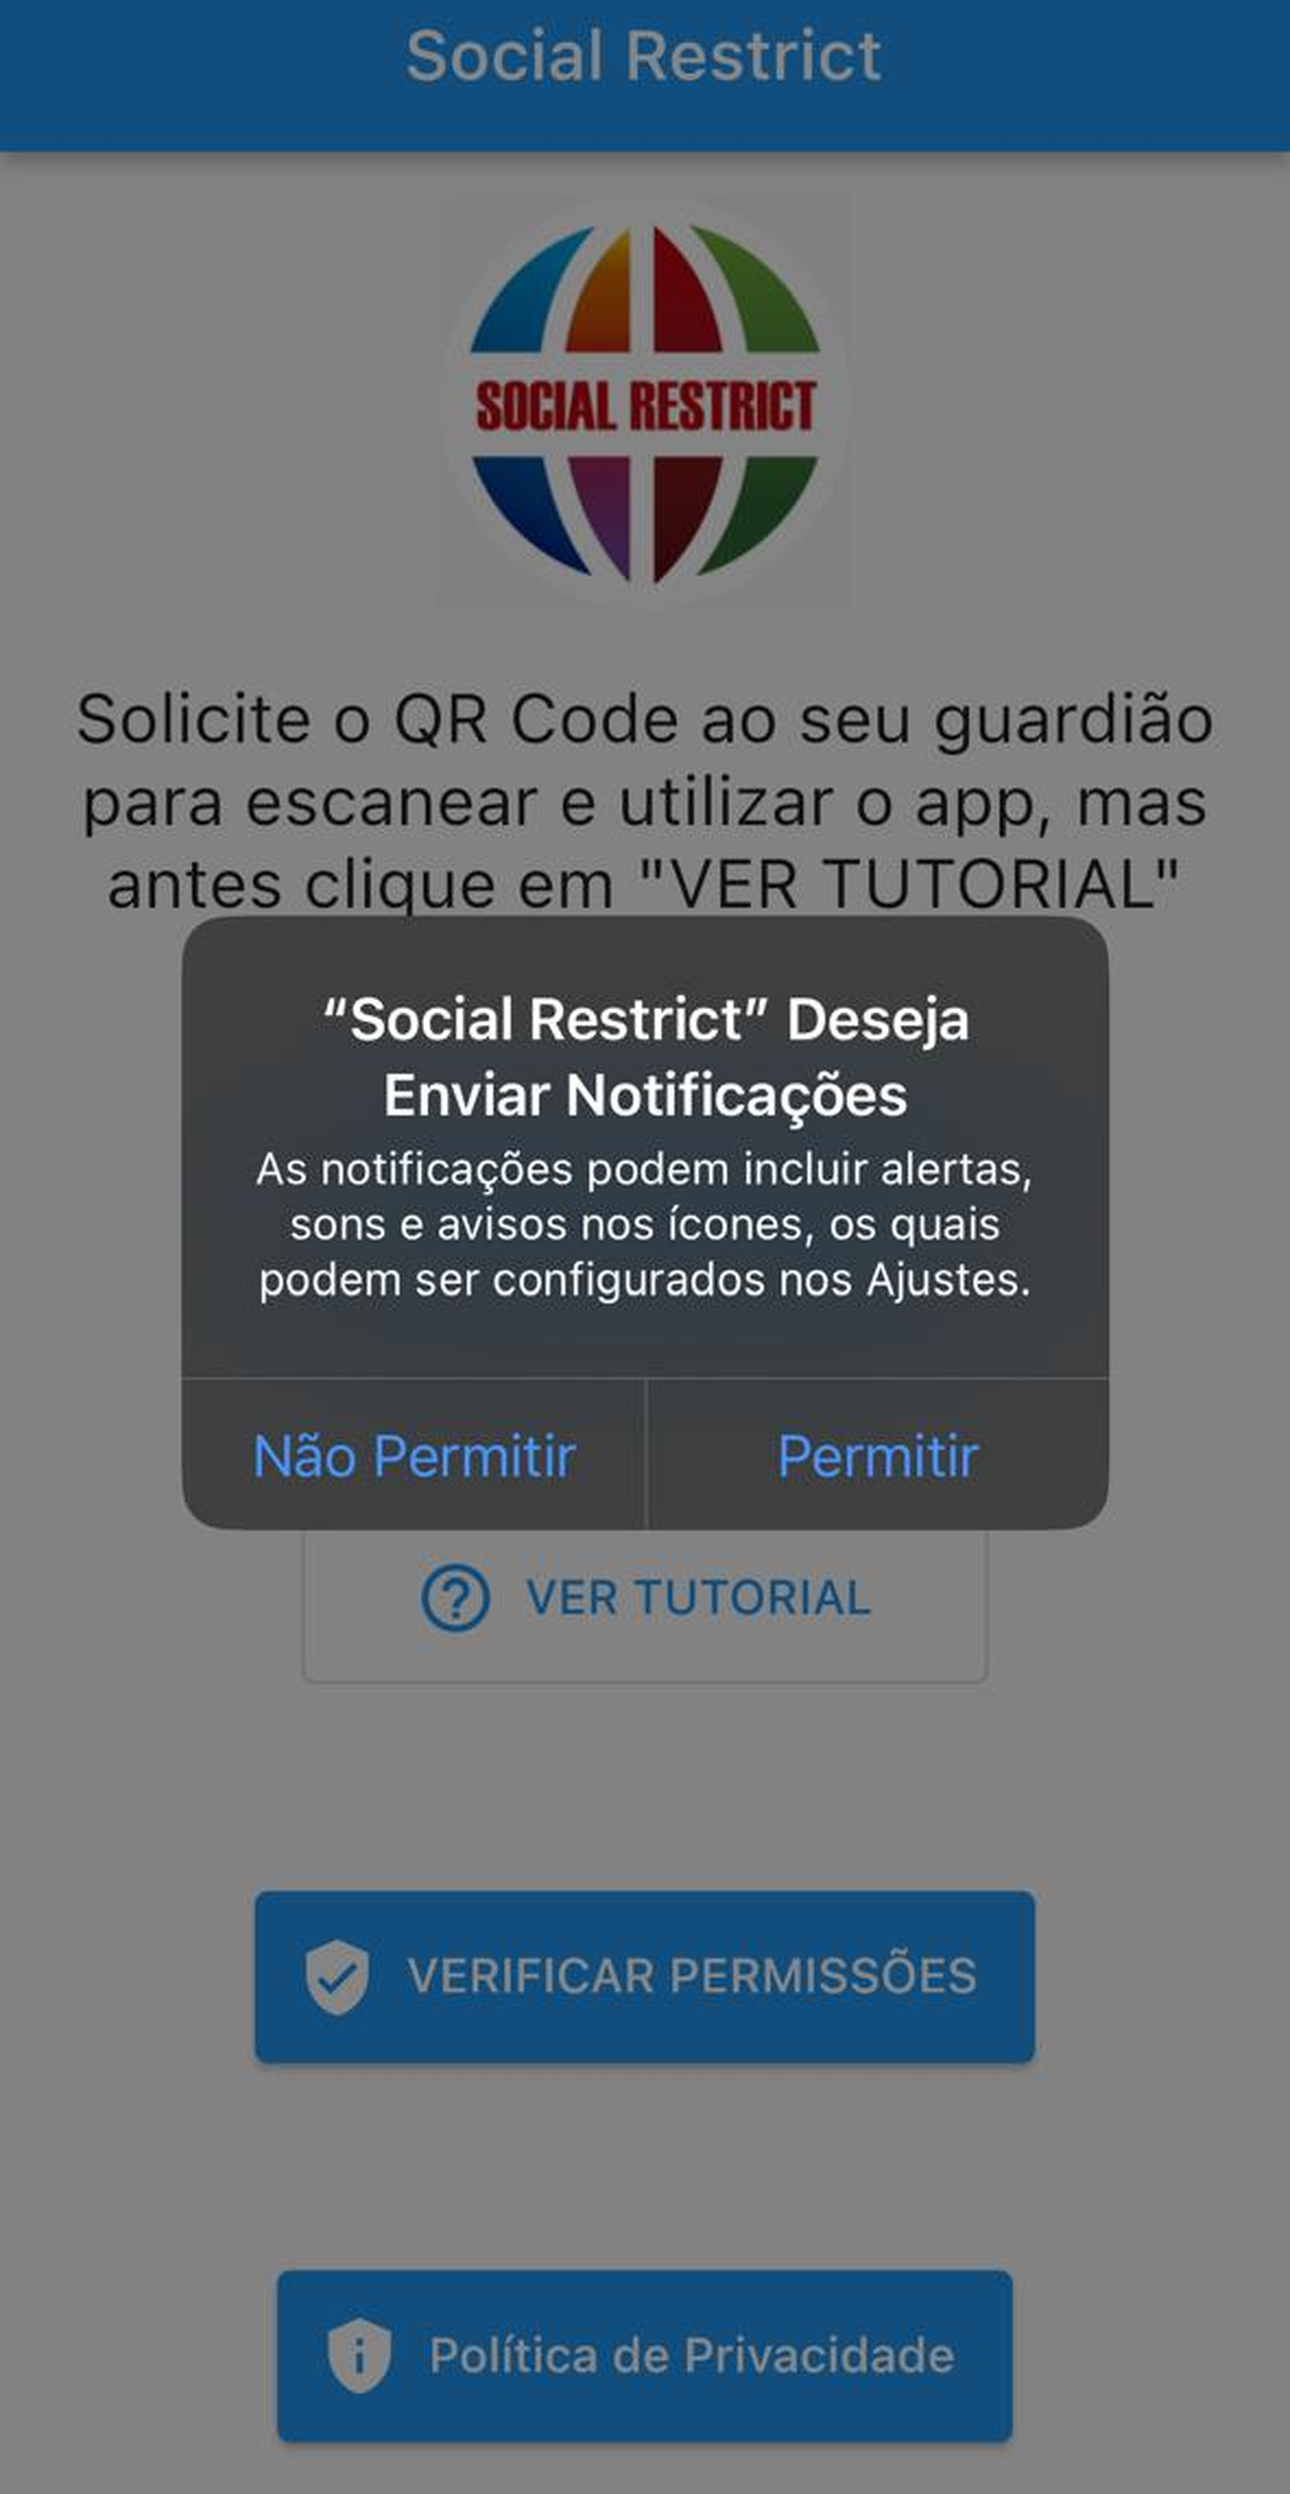 Social Restrict
SOCIAL RESTRICT
Solicite o QR Code ao seu guardião
para escanear e utilizar o app, mas
antes clique em "VER TUTORIAL"
“Social Restrict” Deseja
Enviar Notificações
As notificações podem incluir alertas,
sons e avisos nos ícones, os quais
podem ser configurados nos Ajustes.
Não Permitir
Permitir
VER TUTORIAL
VERIFICAR PERMISSÕES
Política de Privacidade